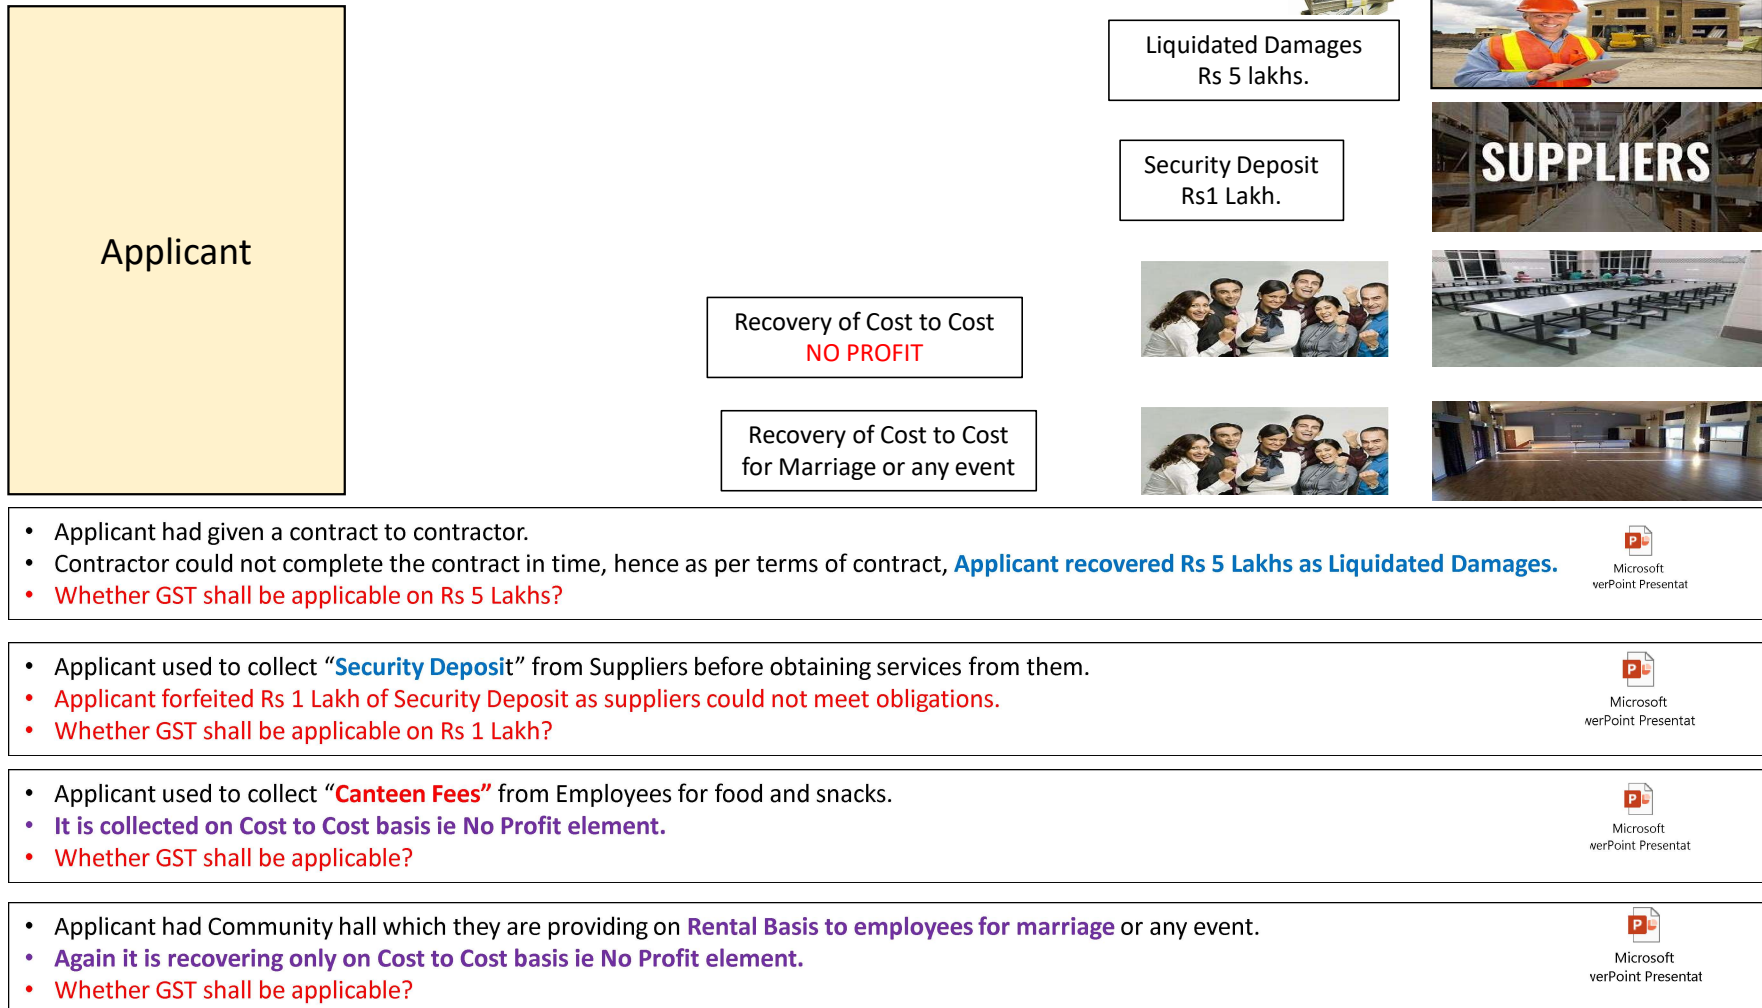 Applicant
Liquidated Damages
Rs 5 lakhs.
Security Deposit
Rs1 Lakh.
SUPPLIERS
Recovery of Cost to Cost
NO PROFIT
Recovery of Cost to Cost
for Marriage or any event
• Applicant had given a contract to contractor.
• Contractor could not complete the contract in time, hence as per terms of contract, Applicant recovered Rs 5 Lakhs as Liquidated Damages.
• Whether GST shall be applicable on Rs 5 Lakhs?
Microsoft
verPoint Presentat
• Applicant used to collect “Security Deposit” from Suppliers before obtaining services from them.
• Applicant forfeited Rs 1 Lakh of Security Deposit as suppliers could not meet obligations.
• Whether GST shall be applicable on Rs 1 Lakh?
Microsoft
verPoint Presentat
• Applicant used to collect “Canteen Fees” from Employees for food and snacks.
• It is collected on Cost to Cost basis ie No Profit element.
• Whether GST shall be applicable?
Microsoft
verPoint Presentat
• Applicant had Community hall which they are providing on Rental Basis to employees for marriage or any event.
• Again it is recovering only on Cost to Cost basis ie No Profit element.
• Whether GST shall be applicable?
Microsoft
verPoint Presentat